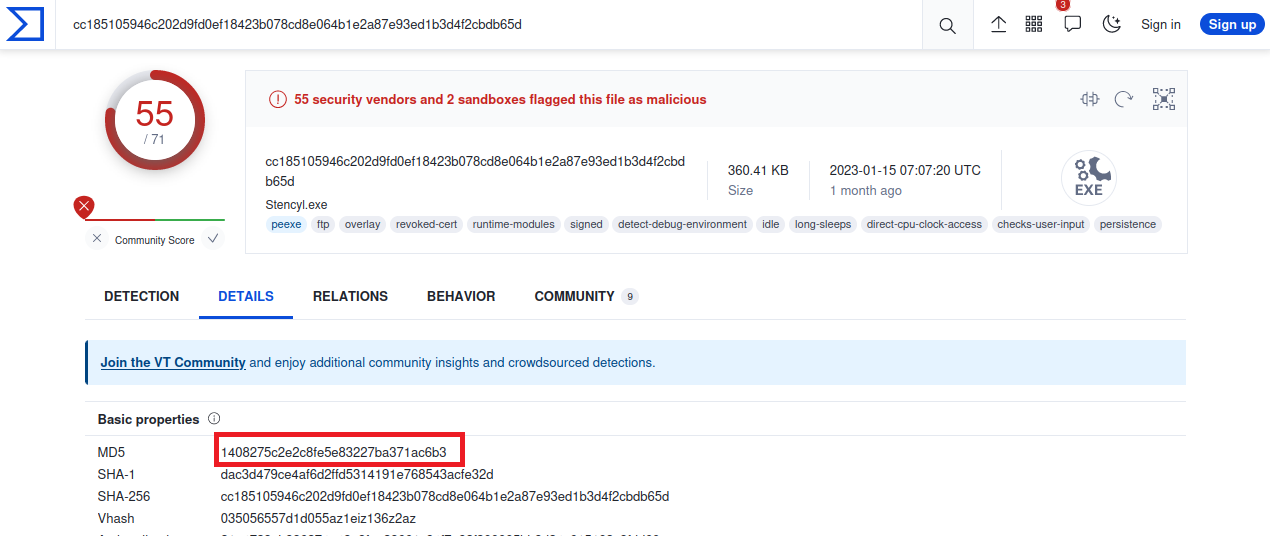 cc185105946c202d9fd0ef18423b078cd8e064b1e2a87e93ed1b3d4f2cbdb65d
3
Sign in
Sign up
55
/ 71
55 security vendors and 2 sandboxes flagged this file as malicious
cc185105946c202d9fd0ef18423b078cd8e064b1e2a87e93ed1b3d4f2cbd
b65d
Stencyl.exe
360.41 KB
Size
2023-01-15 07:07:20 UTC
1 month ago
EXE
peexe ftp overlay revoked-cert runtime-modules signed detect-debug-environment idle long-sleeps direct-cpu-clock-access checks-user-input persistence
Community Score
DETECTION DETAILS RELATIONS BEHAVIOR COMMUNITY 9
Join the VT Community and enjoy additional community insights and crowdsourced detections.
Basic properties
MD5 1408275c2e2c8fe5e83227ba371ac6b3
SHA-1 dac3d479ce4af6d2ffd5314191e768543acfe32d
SHA-256 cc185105946c202d9fd0ef18423b078cd8e064b1e2a87e93ed1b3d4f2cbdb65d
Vhash 035056557d1d055az1eiz136z2az